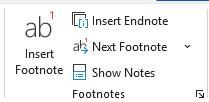 ab1
Insert
Footnote
Insert Endnote
ab1 Next Footnote
Show Notes
Footnotes